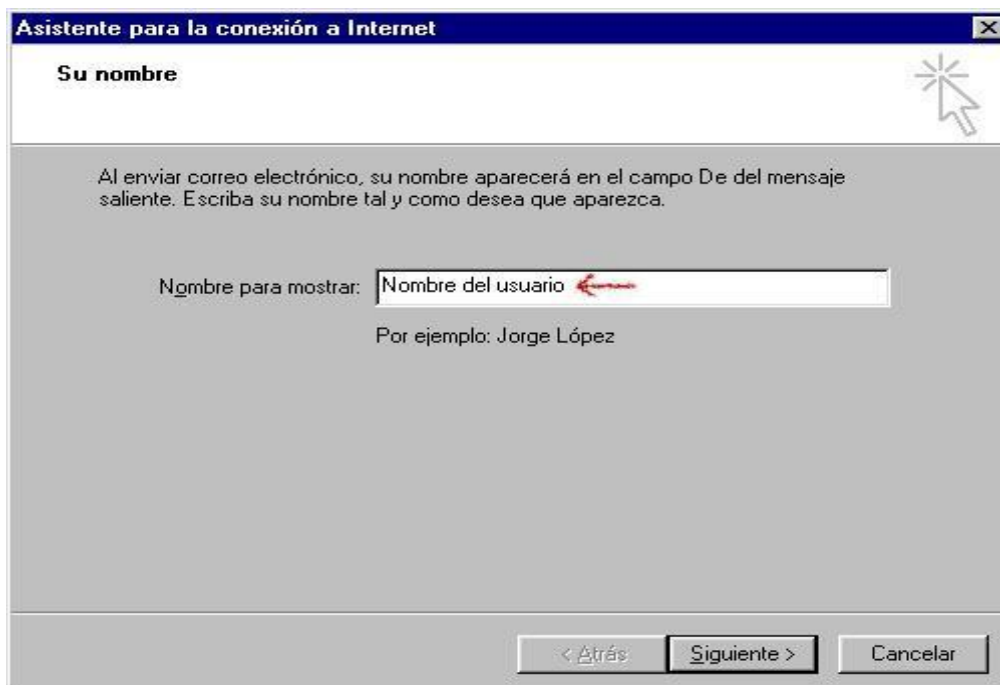 Asistente para la conexión a Internet
Su nombre
Al enviar correo electrónico, su nombre aparecerá en el campo De del mensaje
saliente. Escriba su nombre tal y como desea que aparezca.
Nombre para mostrar: Nombre del usuario
Por ejemplo: Jorge López
< Atrás Siguiente > Cancelar